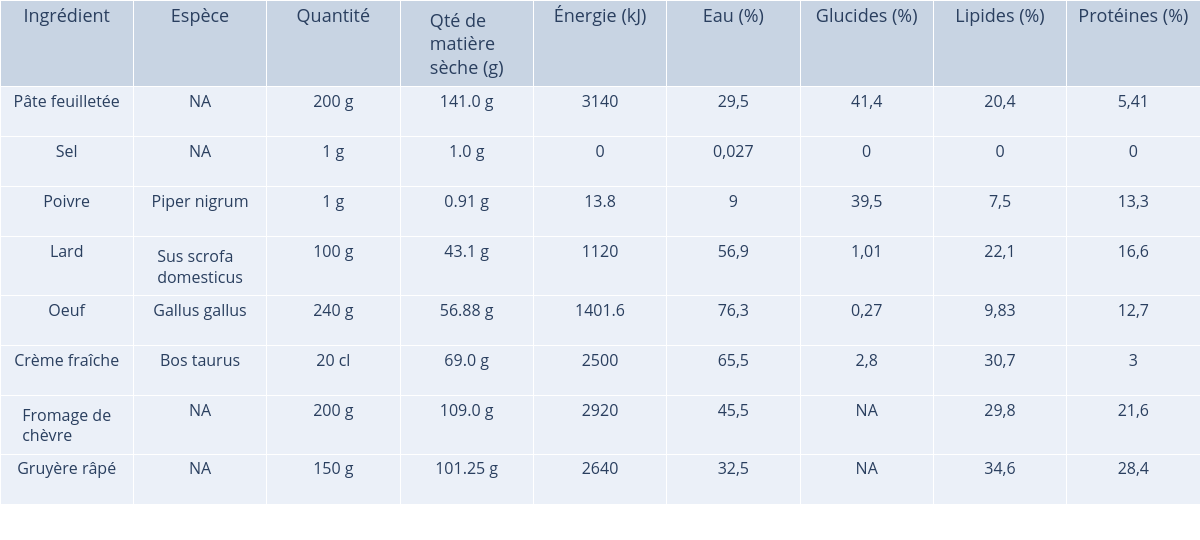 Ingrédient Espèce Quantité Qté de matière sèche (g) Énergie (kJ) Eau (%) Glucides (%) Lipides (%) Protéines (%)
Pâte feuilletée NA 200 g 141.0 g 3140 29,5 41,4 20,4 5,41
Sel NA 1 g 1.0 g 0 0,027 0 0 0
Poivre Piper nigrum 1 g 0.91 g 13.8 9 39,5 7,5 13,3
Lard Sus scrofa domesticus 100 g 43.1 g 1120 56,9 1,01 22,1 16,6
Oeuf Gallus gallus 240 g 56.88 g 1401.6 76,3 0,27 9,83 12,7
Crème fraîche Bos taurus 20 cl 69.0 g 2500 65,5 2,8 30,7 3
Fromage de chèvre NA 200 g 109.0 g 2920 45,5 NA 29,8 21,6
Gruyère râpé NA 150 g 101.25 g 2640 32,5 NA 34,6 28,4